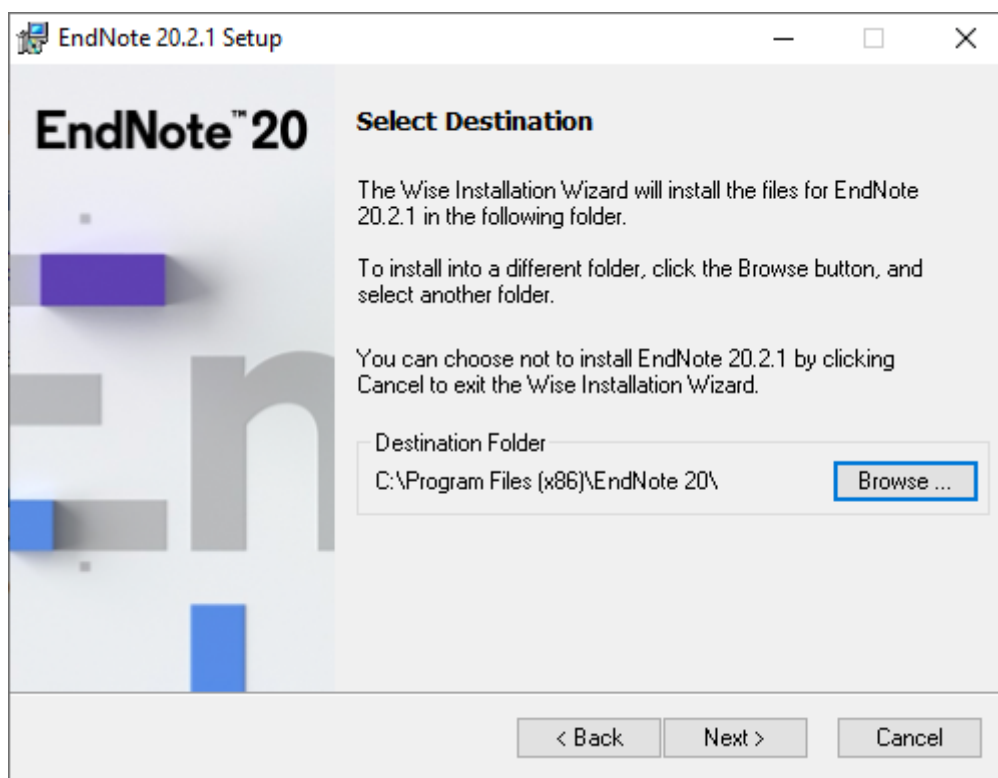 EndNote 20.2.1 Setup
EndNote™20
Select Destination
The Wise Installation Wizard will install the files for EndNote
20.2.1 in the following folder.
To install into a different folder, click the Browse button, and
select another folder.
You can choose not to install EndNote 20.2.1 by clicking
Cancel to exit the Wise Installation Wizard.
Destination Folder
C:\Program Files (x86)\EndNote 20\
Browse ...
En
< Back
Next >
Cancel